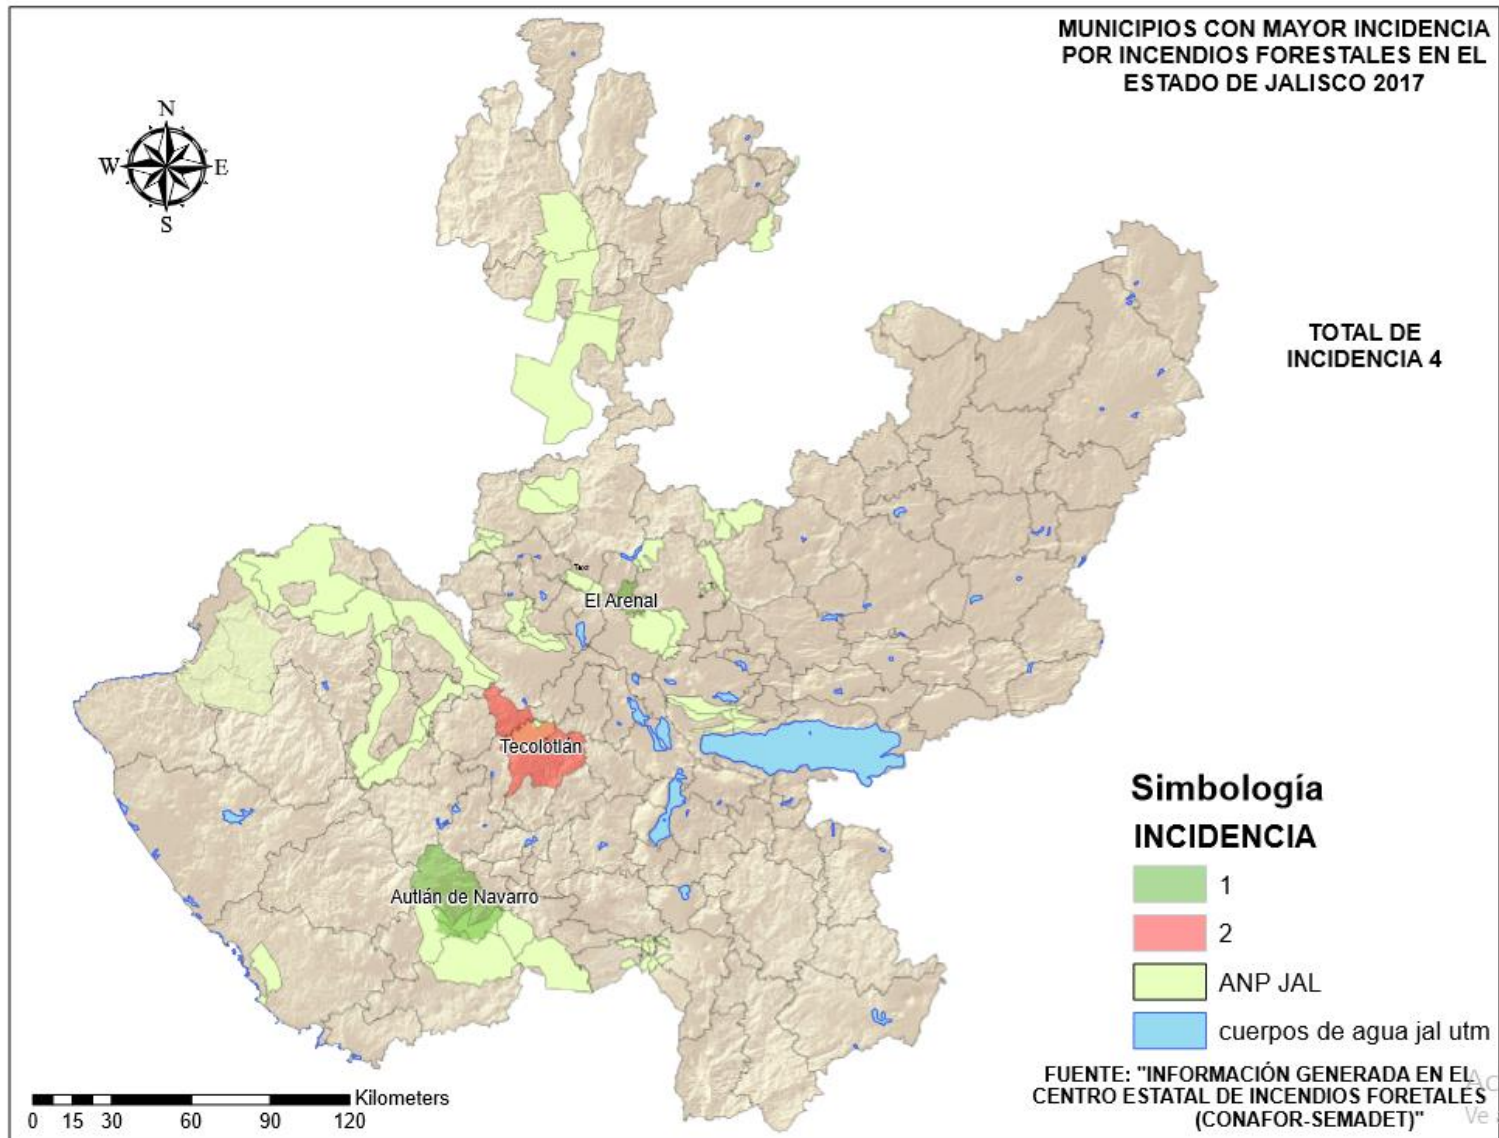 MUNICIPIOS CON MAYOR INCIDENCIA
POR INCENDIOS FORESTALES EN EL
ESTADO DE JALISCO 2017
N
W
E
S
TOTAL DE
INCIDENCIA 4
El Arenal
Tecolotlán
Autlán de Navarro
Simbología
INCIDENCIA
1
2
ANP JAL
cuerpos de agua jal utm
FUENTE: "INFORMACIÓN GENERADA EN EL
CENTRO ESTATAL DE INCENDIOS FORETALES
(CONAFOR-SEMADET)"
Kilometers
0 15 30 60 90 120